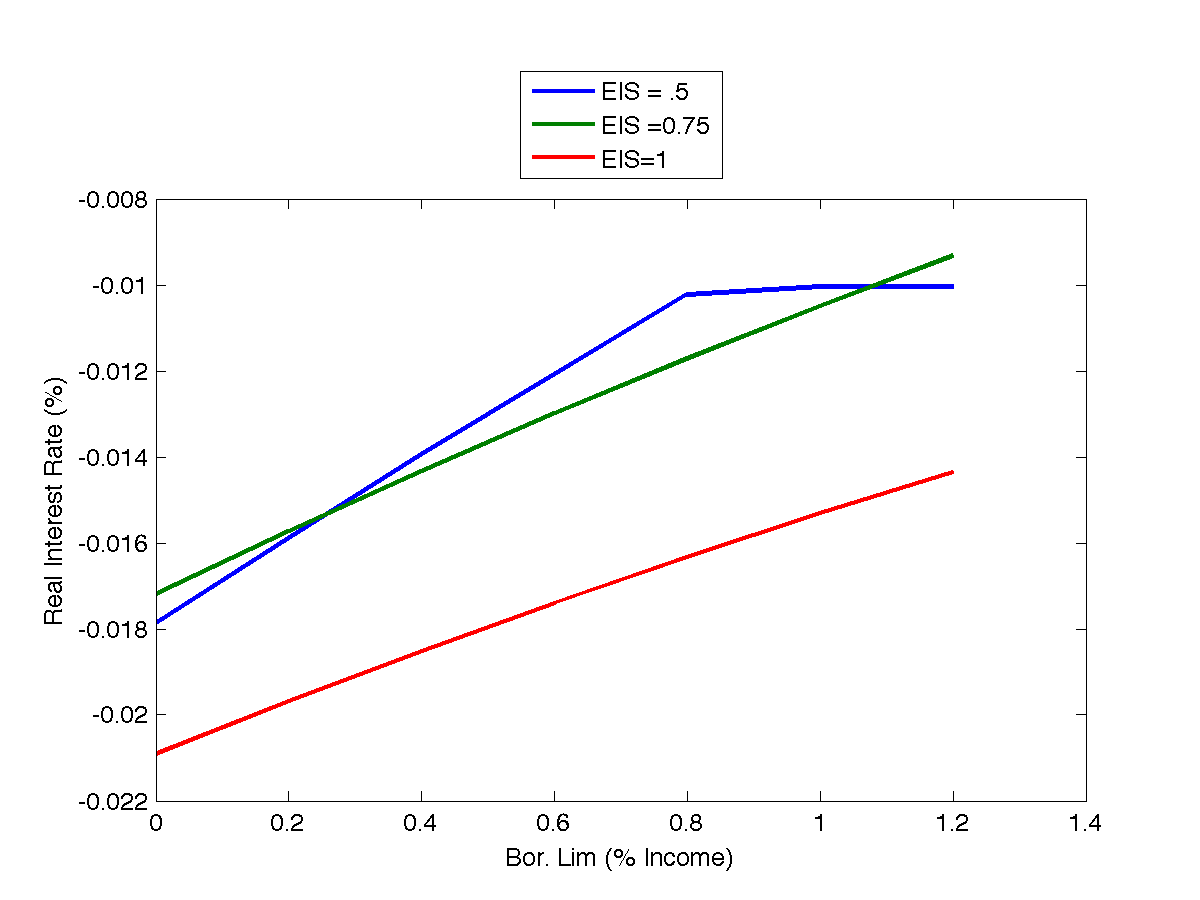 EIS = .5
EIS =0.75
EIS=1
-0.008
-0.01
-0.012
-0.014
-0.016
-0.018
-0.02
-0.022
Real Interest Rate (%)
0 0.2 0.4 0.6 0.8 1 1.2 1.4
Bor. Lim (% Income)